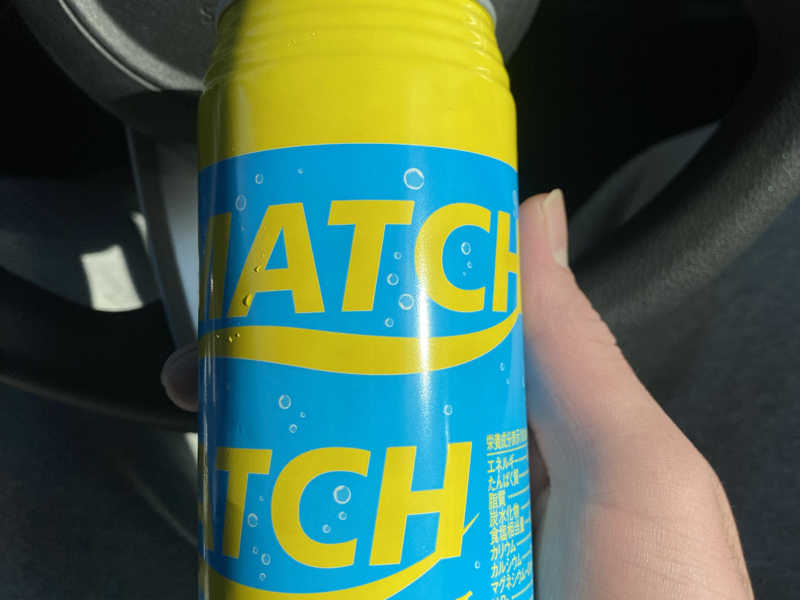 MATCH
ATCH
栄養成分表示
エネルギー
たんぱく質
脂質
炭水化物
食塩相当量
カリウム
カルシウム
マグネシウム